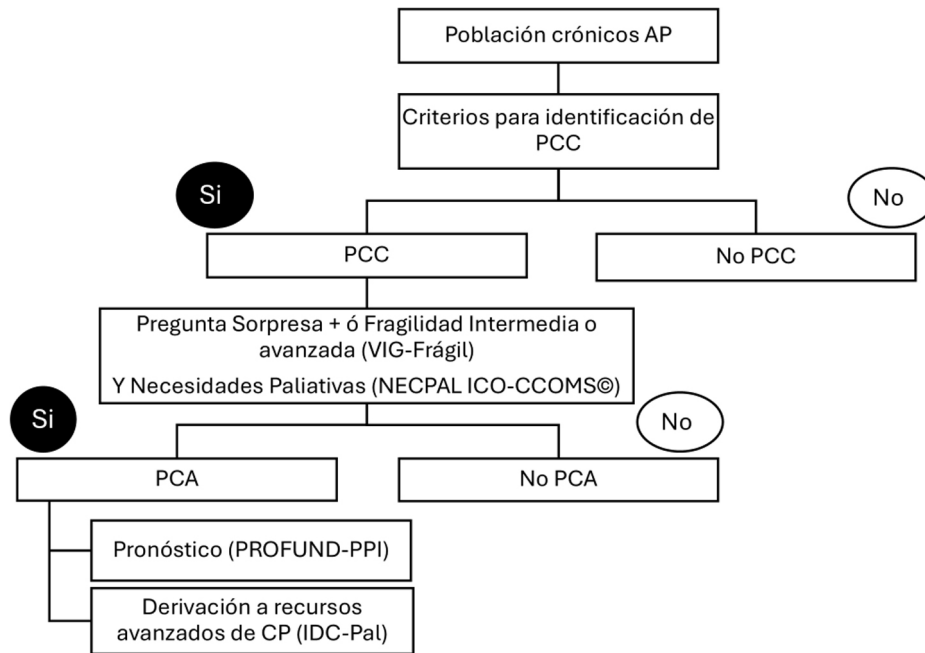 Población crónicos AP
Criterios para identificación de
PCC
Si
No
PCC
No PCC
Pregunta Sorpresa + ó Fragilidad Intermedia o
avanzada (VIG-Frágil)
Y Necesidades Paliativas (NECPAL ICO-CCOMS©)
Si
No
PCA
No PCA
Pronóstico (PROFUND-PPI)
Derivación a recursos
avanzados de CP (IDC-Pal)